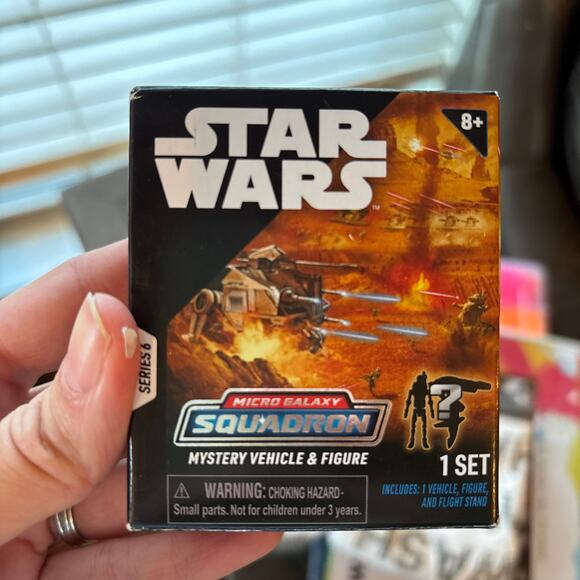 STAR
WARS
™
8+
SERIES 6
MICRO GALAXY
SQUADRON
MYSTERY VEHICLE & FIGURE
?
1 SET
INCLUDES: 1 VEHICLE, FIGURE,
AND FLIGHT STAND
WARNING: CHOKING HAZARD-
Small parts. Not for children under 3 years.